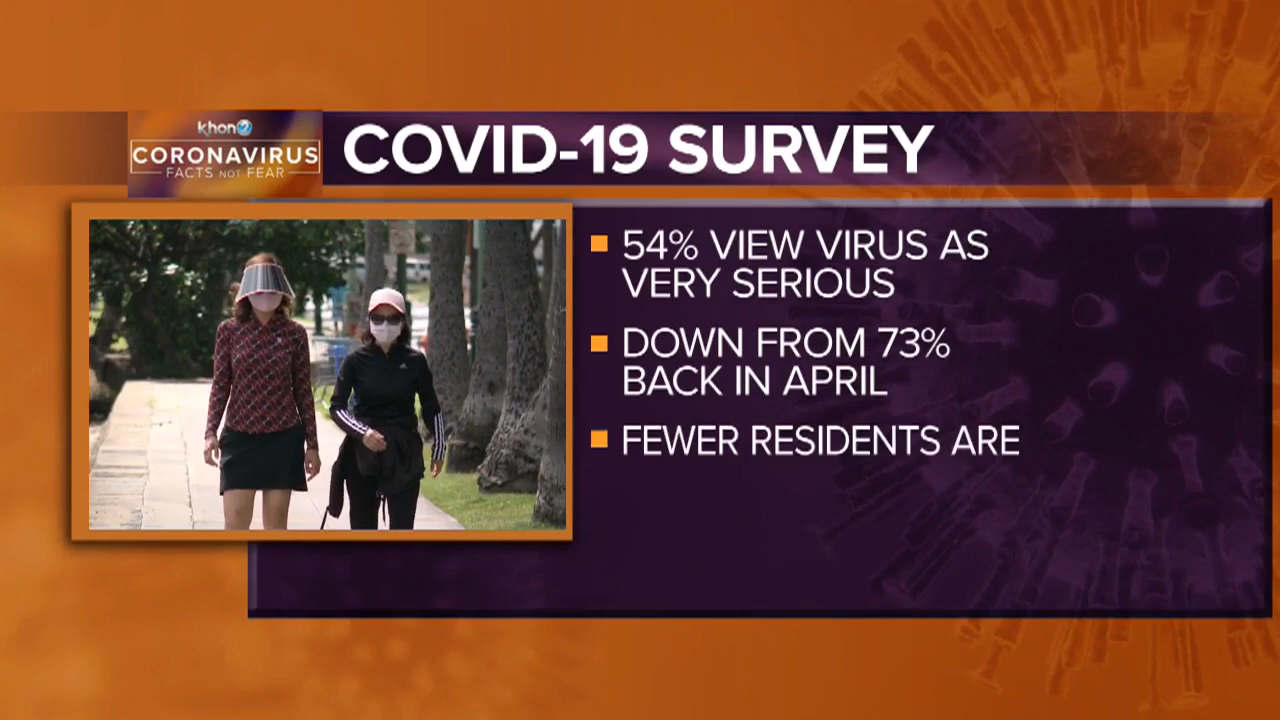 khon2
CORONAVIRUS
FACTS NOT FEAR
COVID-19 SURVEY
54% VIEW VIRUS AS
VERY SERIOUS
DOWN FROM 73%
BACK IN APRIL
FEWER RESIDENTS ARE